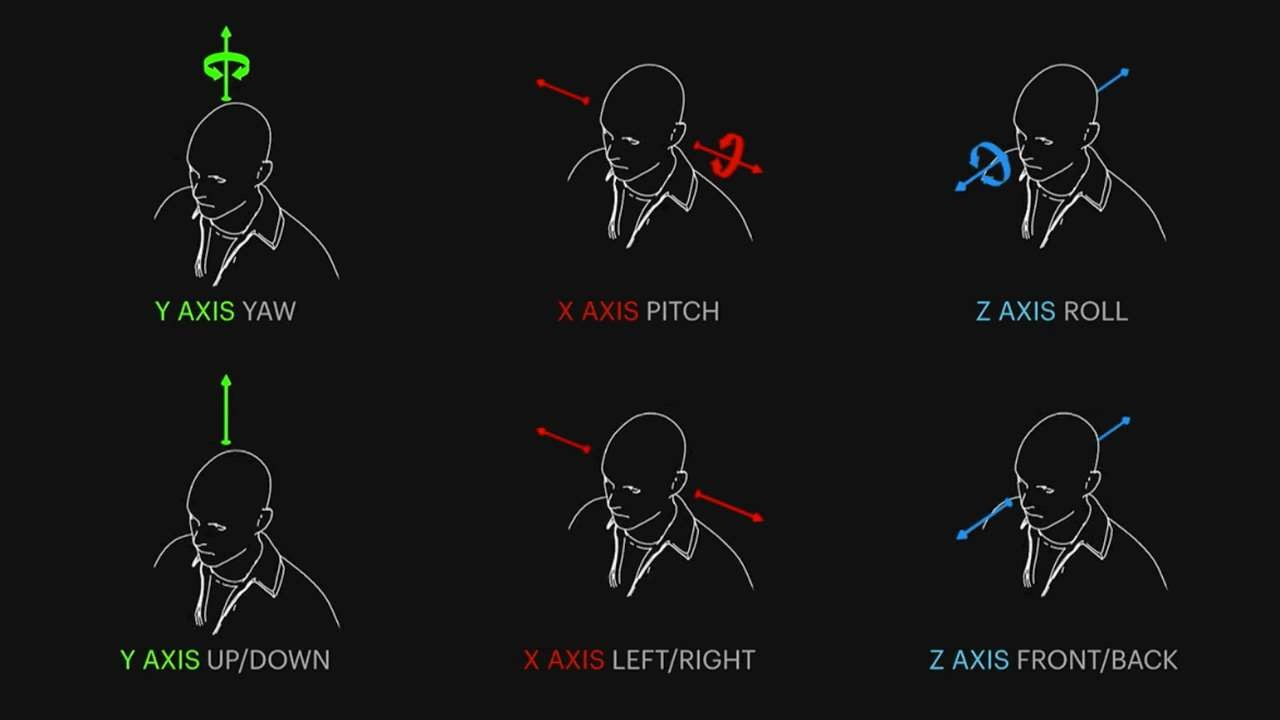 Y AXIS YAW
X AXIS PITCH
Z AXIS ROLL
Y AXIS UP/DOWN
X AXIS LEFT/RIGHT
Z AXIS FRONT/BACK